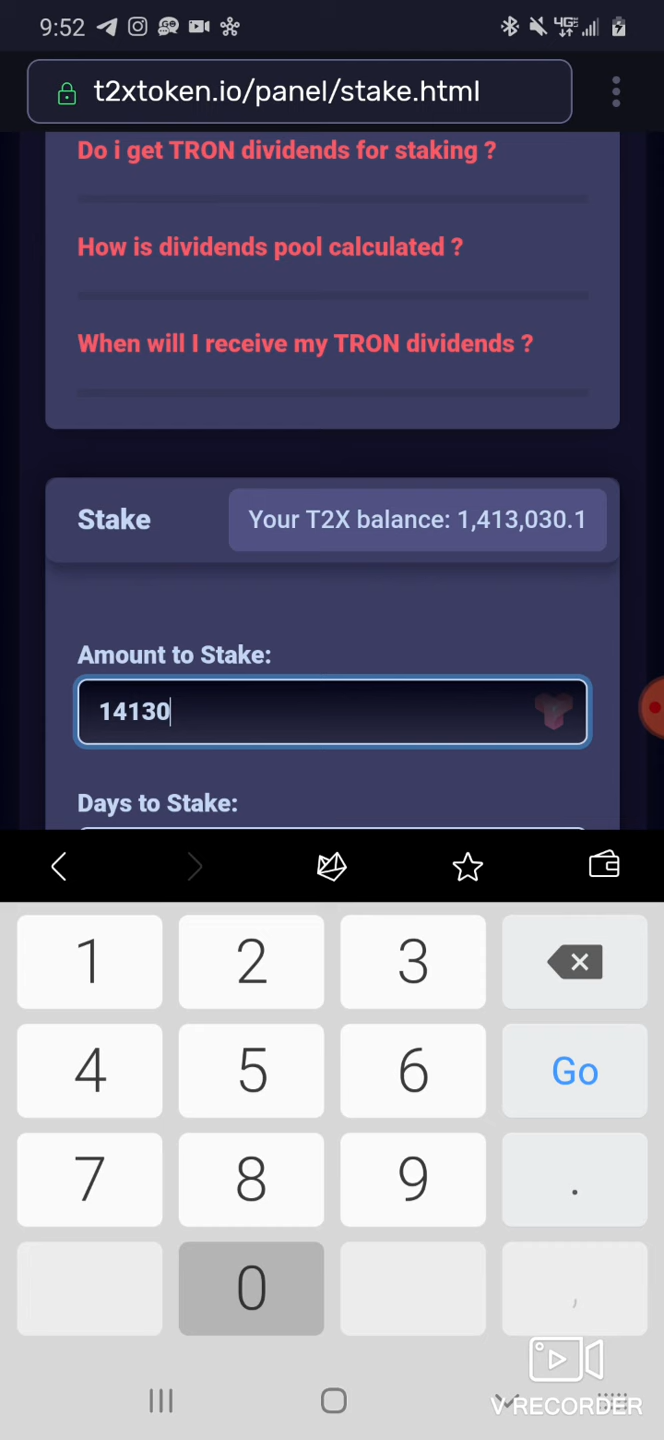 9:52
4GE
t2xtoken.io/panel/stake.html
Do i get TRON dividends for staking ?
How is dividends pool calculated ?
When will I receive my TRON dividends ?
Stake
Your T2X balance: 1,413,030.1
Amount to Stake:
14130
Days to Stake:
1 2 3
4 5 6 Go
7 8 9 .
0 ,
V RECORDER